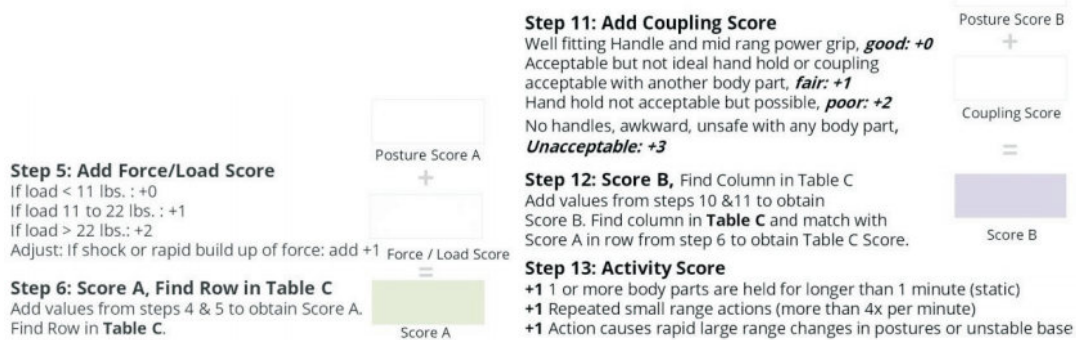 Posture Score A
+
Step 5: Add Force/Load Score
If load < 11 lbs. : +0
If load 11 to 22 lbs. : +1
If load > 22 lbs.: +2
Adjust: If shock or rapid build up of force: add +1
Force / Load Score
=
Step 6: Score A, Find Row in Table C
Add values from steps 4 & 5 to obtain Score A.
Find Row in Table C.
Score A
Posture Score B
+
Step 11: Add Coupling Score
Well fitting Handle and mid rang power grip, good: +0
Acceptable but not ideal hand hold or coupling
acceptable with another body part, fair: +1
Hand hold not acceptable but possible, poor: +2
No handles, awkward, unsafe with any body part,
Unacceptable: +3
Coupling Score
=
Step 12: Score B, Find Column in Table C
Add values from steps 10 &11 to obtain
Score B. Find column in Table C and match with
Score A in row from step 6 to obtain Table C Score.
Score B
Step 13: Activity Score
+1 1 or more body parts are held for longer than 1 minute (static)
+1 Repeated small range actions (more than 4x per minute)
+1 Action causes rapid large range changes in postures or unstable base